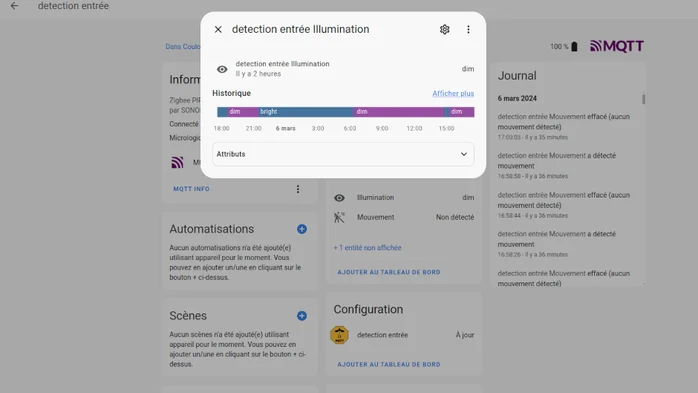 detection entrée
detection entrée Illumination
detection entrée Illumination
Il y a 2 heures
dim
Historique
Afficher plus
dim
bright
dim
dim
18:00
21:00
6 mars
3:00
6:00
9:00
12:00
15:00
Attributs
Dans Coulo
Inform
Zigbee PIR
par SONO
Connecté
Micrologic
MQTT INFO
Automatisations
Aucun automatisations n'a été ajouté(e)
utilisant appareil pour le moment. Vous
pouvez en ajouter un/une en cliquant sur le
bouton + ci-dessus.
Scènes
Aucun scènes n'a été ajouté(e) utilisant
appareil pour le moment. Vous pouvez en
ajouter un/une en cliquant sur le bouton + ci-
dessus.
Illumination
dim
Mouvement
Non détecté
+ 1 entité non affichée
AJOUTER AU TABLEAU DE BORD
Configuration
detection entrée
À jour
AJOUTER AU TABLEAU DE BORD
100 %
MQTT
Journal
6 mars 2024
detection entrée Mouvement effacé (aucun
mouvement détecté)
17:00:03 - Il y a 35 minutes
detection entrée Mouvement a détecté
mouvement
16:58:50 - Il y a 36 minutes
detection entrée Mouvement effacé (aucun
mouvement détecté)
16:58:44 - Il y a 36 minutes
detection entrée Mouvement a détecté
mouvement
16:58:26 - Il y a 36 minutes
detection entrée Mouvement effacé (aucun
mouvement détecté)